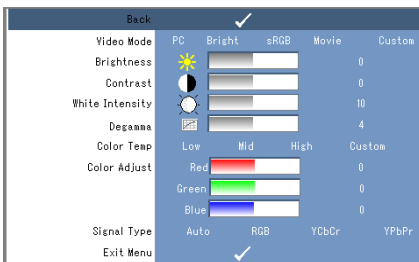 Back
Video Mode PC Bright sRGB Movie Custom
Brightness 0
Contrast 0
White Intensity 10
Degamma 4
Color Temp Low Mid High Custom
Color Adjust Red 0
Green 0
Blue 0
Signal Type Auto RGB YCbCr YPbPr
Exit Menu